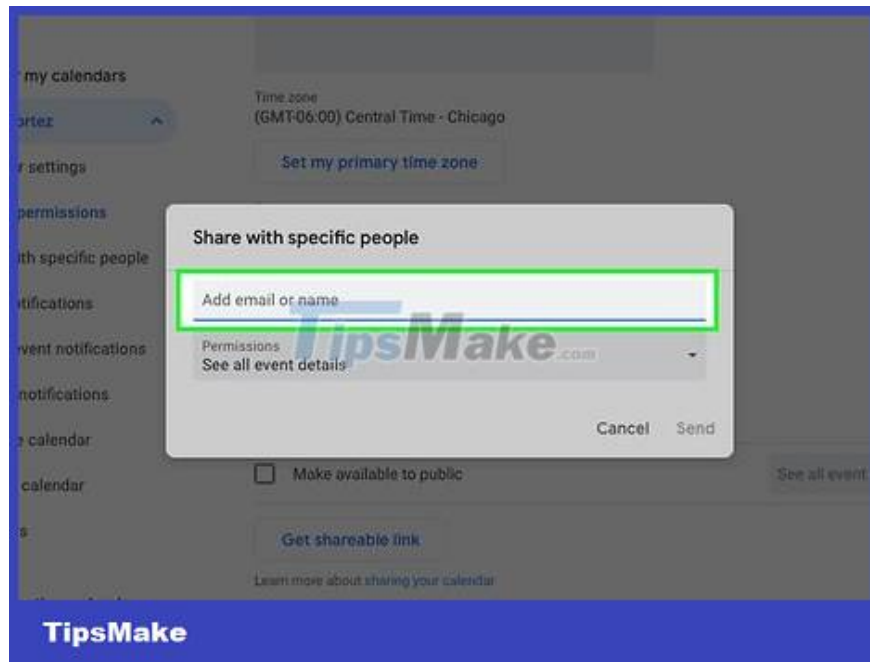 my calendars
Time zone
(GMT-06:00) Central Time - Chicago
ortez
settings
Set my primary time zone
permissions
Share with specific people
ith specific people
Add email or name
tifications
TipsMake.com
vent notifications
Permissions
See all event details
notifications
Cancel Send
calendar
Make available to public
See all event
calendar
s
Get shareable link
Learn more about sharing your calendar
TipsMake